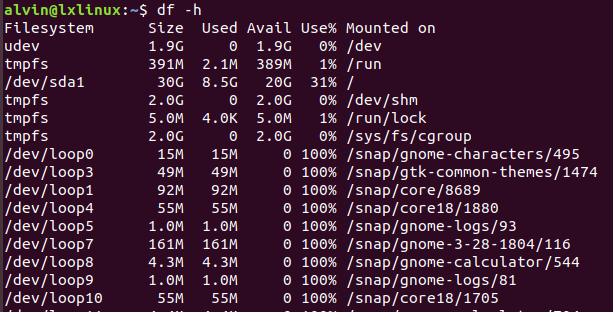 alvin@lxlinux:~$ df -h
Filesystem      Size  Used Avail Use% Mounted on
udev            1.9G     0  1.9G   0% /dev
tmpfs           391M  2.1M  389M   1% /run
/dev/sda1        30G  8.5G   20G  31% /
tmpfs           2.0G     0  2.0G   0% /dev/shm
tmpfs           5.0M  4.0K  5.0M   1% /run/lock
tmpfs           2.0G     0  2.0G   0% /sys/fs/cgroup
/dev/loop0       15M   15M     0 100% /snap/gnome-characters/495
/dev/loop3       49M   49M     0 100% /snap/gtk-common-themes/1474
/dev/loop1       92M   92M     0 100% /snap/core/8689
/dev/loop4       55M   55M     0 100% /snap/core18/1880
/dev/loop5      1.0M  1.0M     0 100% /snap/gnome-logs/93
/dev/loop7      161M  161M     0 100% /snap/gnome-3-28-1804/116
/dev/loop8      4.3M  4.3M     0 100% /snap/gnome-calculator/544
/dev/loop9      1.0M  1.0M     0 100% /snap/gnome-logs/81
/dev/loop10      55M   55M     0 100% /snap/core18/1705